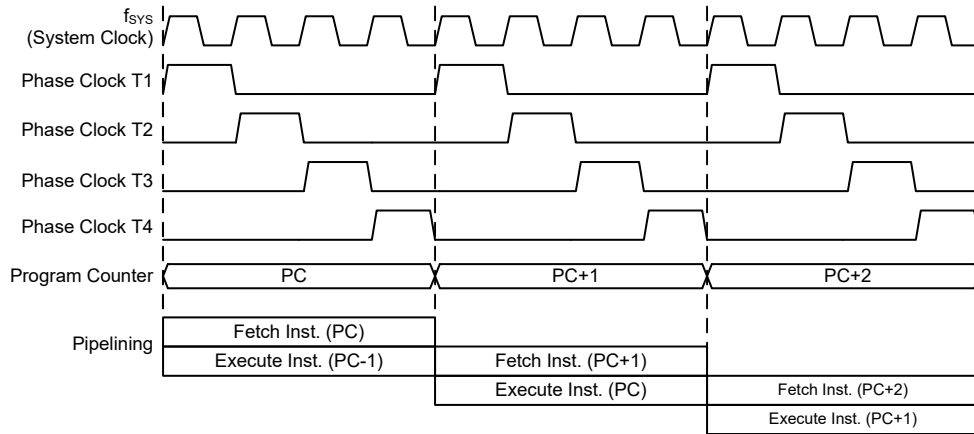 fSYS
(System Clock)
Phase Clock T1
Phase Clock T2
Phase Clock T3
Phase Clock T4
Program Counter PC PC+1 PC+2
Pipelining
Fetch Inst. (PC)
Execute Inst. (PC-1) Fetch Inst. (PC+1)
Execute Inst. (PC) Fetch Inst. (PC+2)
Execute Inst. (PC+1)